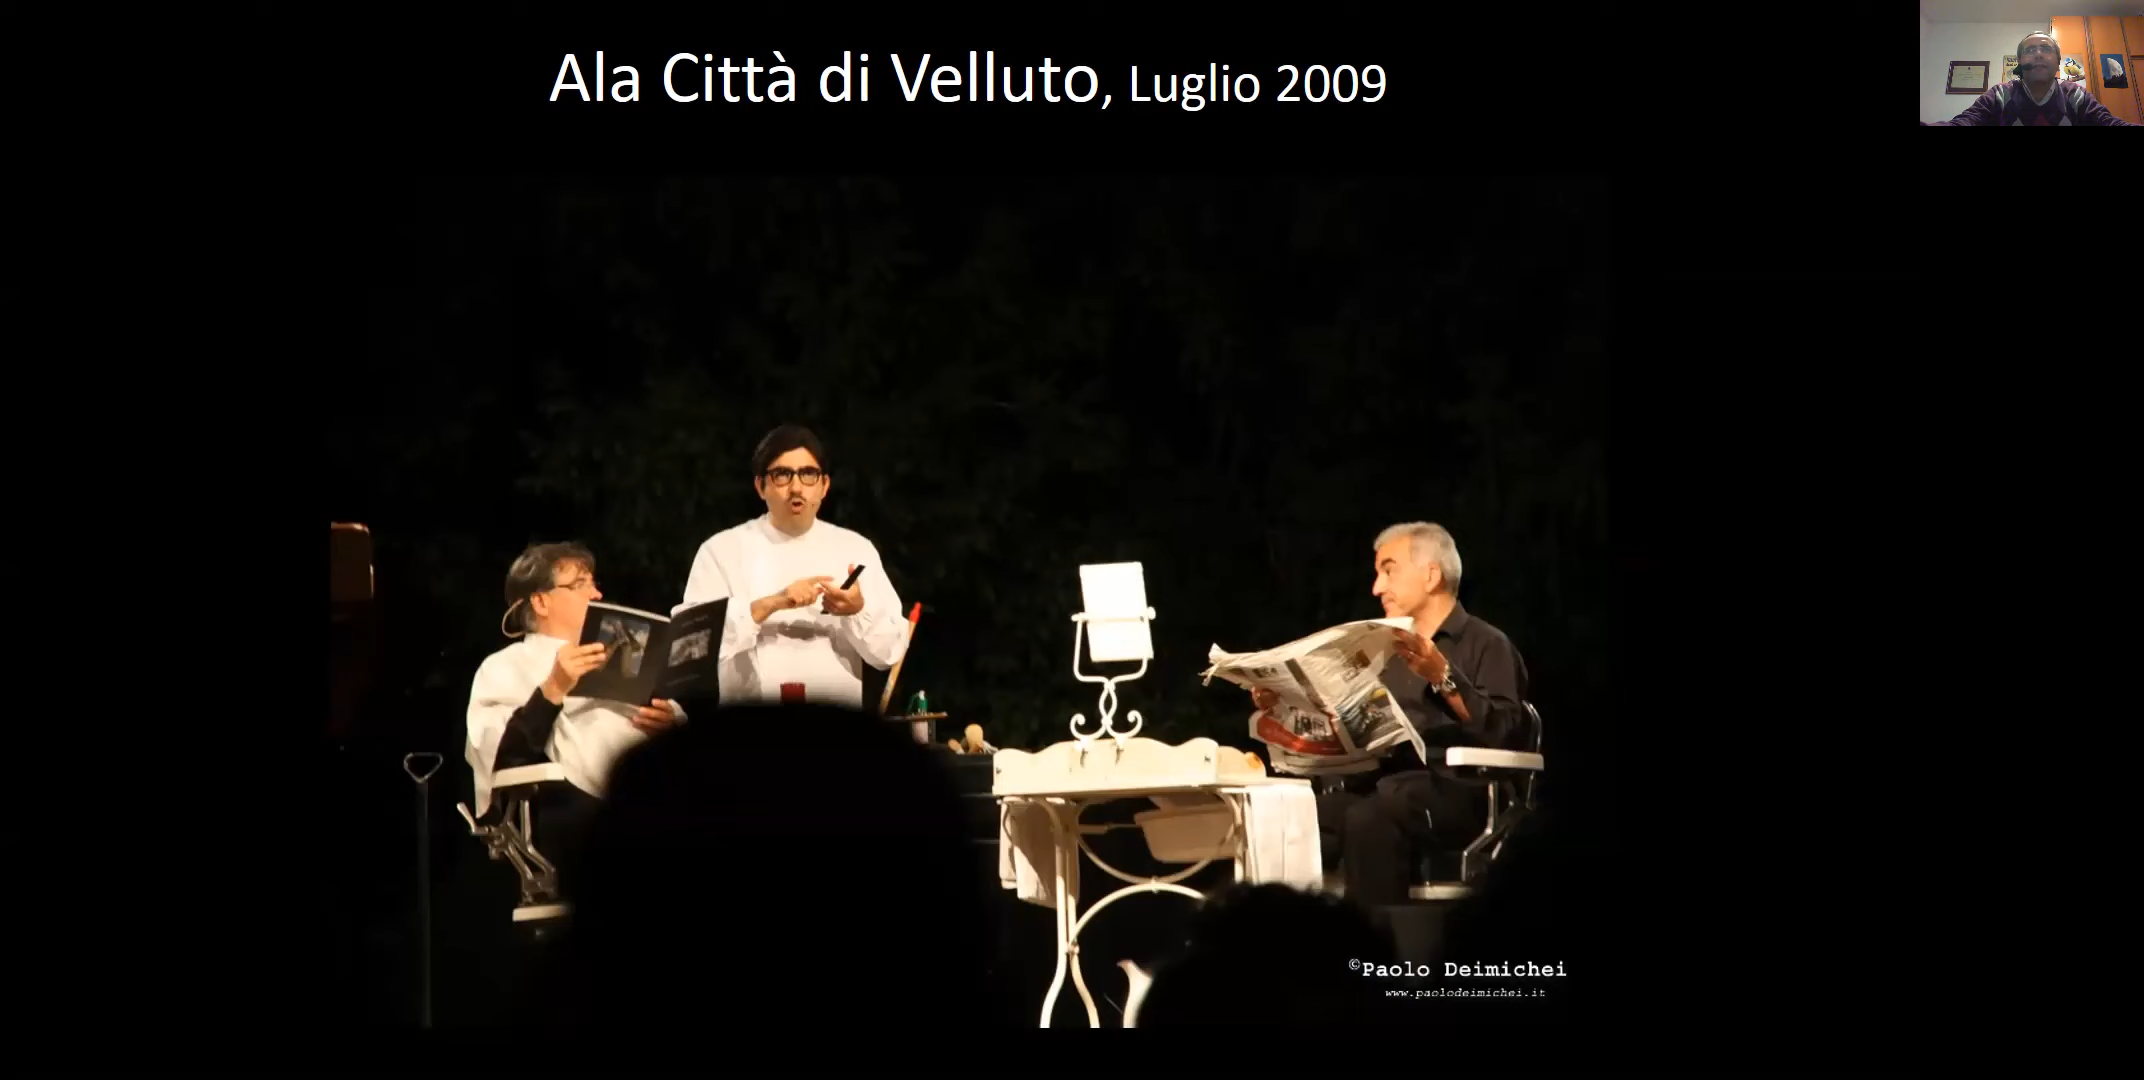 Ala Città di Velluto, Luglio 2009
©Paolo Deimichei
www.paolodeimichei.it